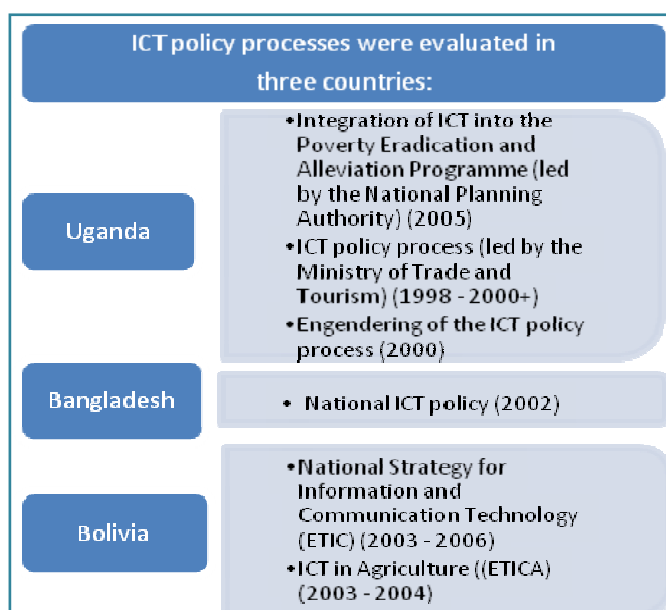 ICT policy processes were evaluated in
three countries:
Uganda
•Integration of ICT into the
Poverty Eradication and
Alleviation Programme (led
by the National Planning
Authority) (2005)
•ICT policy process (led by the
Ministry of Trade and
Tourism) (1998 - 2000+)
•Engendering of the ICT policy
process (2000)
Bangladesh
• National ICT policy (2002)
Bolivia
•National Strategy for
Information and
Communication Technology
(ETIC) (2003 - 2006)
•ICT in Agriculture ((ETICA)
(2003 - 2004)